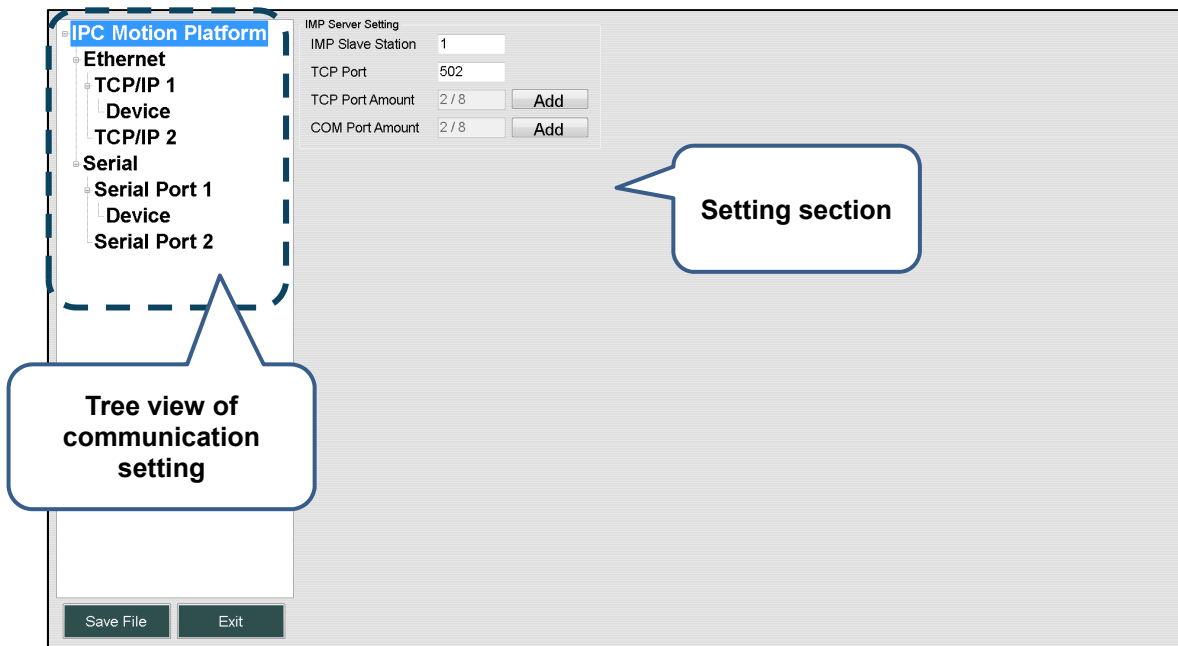 IPC Motion Platform
Ethernet
TCP/IP 1
Device
TCP/IP 2
Serial
Serial Port 1
Device
Serial Port 2
IMP Server Setting
IMP Slave Station 1
TCP Port 502
TCP Port Amount 2 / 8 Add
COM Port Amount 2 / 8 Add
Setting section
Tree view of
communication
setting
Save File Exit